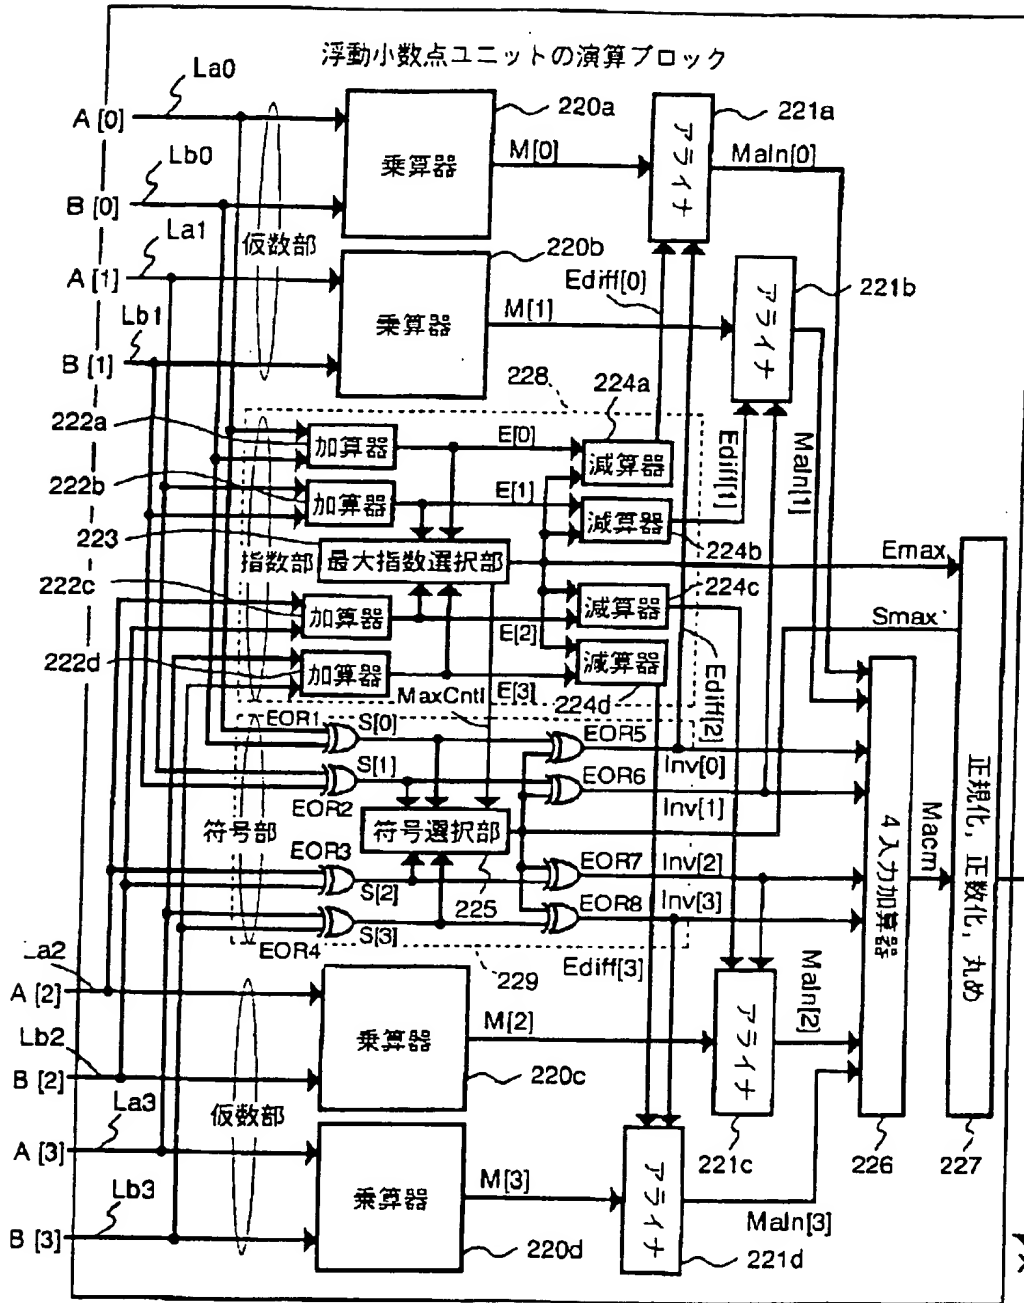 浮動小数点ユニットの演算ブロック
La0
A [0]
220a
乗算器
M[0]
221a
アライナ
Maln[0]
Lb0
B [0]
仮数部
La1
A [1]
220b
乗算器
M[1]
Ediff[0]
221b
アライナ
Lb1
B [1]
228
224a
222a
加算器
E[0]
減算器
Ediff[1]
Maln[1]
222b
加算器
E[1]
減算器
224b
223
指数部
最大指数選択部
Emax
222c
加算器
E[2]
224c
減算器
Smax
222d
加算器
E[3]
減算器
224d
MaxCntl
Ediff[2]
EOR1
S[0]
EOR5
Inv[0]
S[1]
EOR2
EOR6
Inv[1]
符号部
符号選択部
EOR3
S[2]
225
EOR7
Inv[2]
EOR4
S[3]
EOR8
Inv[3]
229
Ediff[3]
4入力加算器
Macm
正規化，正数化，丸め
La2
A [2]
乗算器
M[2]
アライナ
Maln[2]
Lb2
B [2]
220c
仮数部
La3
A [3]
221c
226
227
乗算器
M[3]
アライナ
Maln[3]
Lb3
B [3]
220d
221d